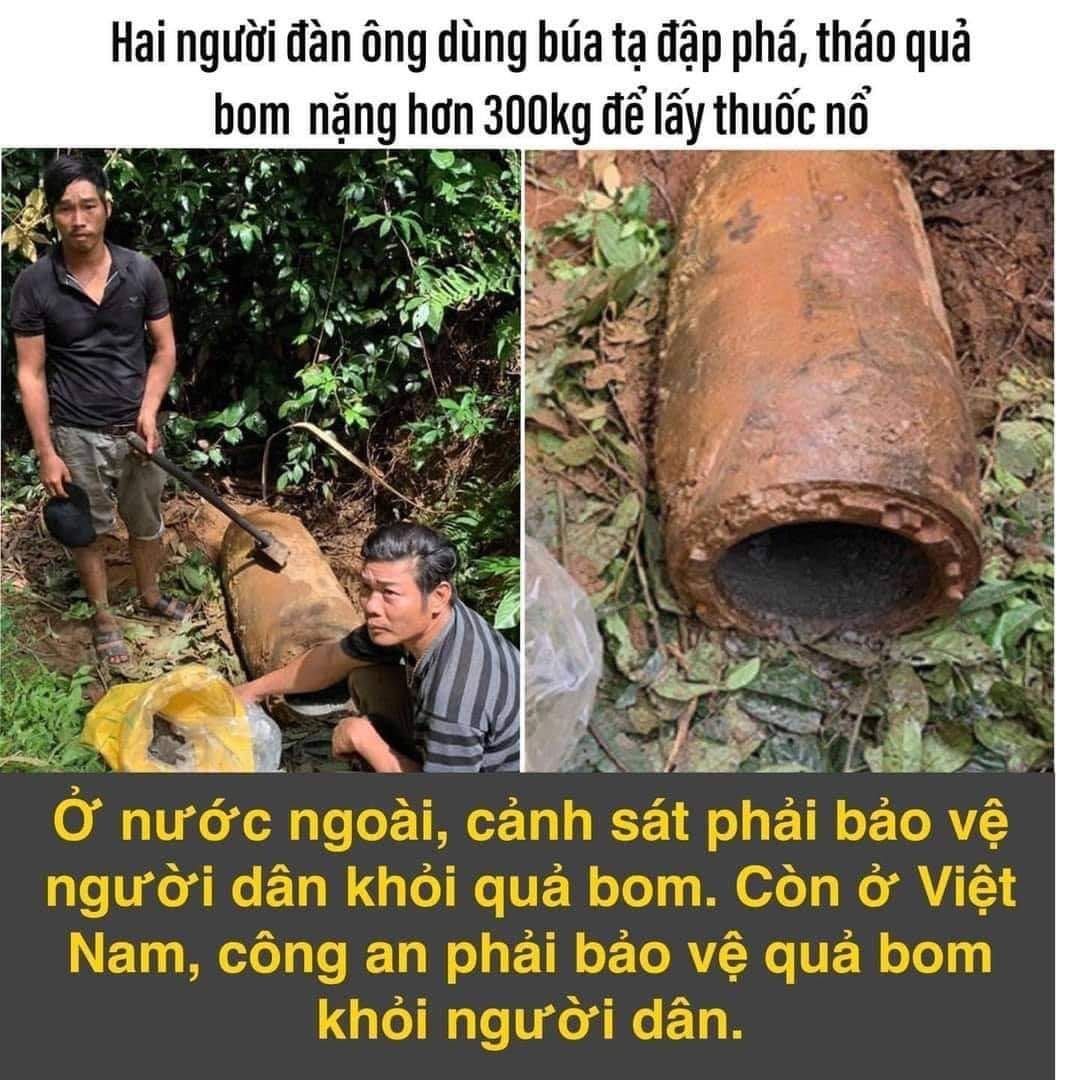 Hai người đàn ông dùng búa tạ đập phá, tháo quả
bom nặng hơn 300kg để lấy thuốc nổ
Ở nước ngoài, cảnh sát phải bảo vệ
người dân khỏi quả bom. Còn ở Việt
Nam, công an phải bảo vệ quả bom
khỏi người dân.